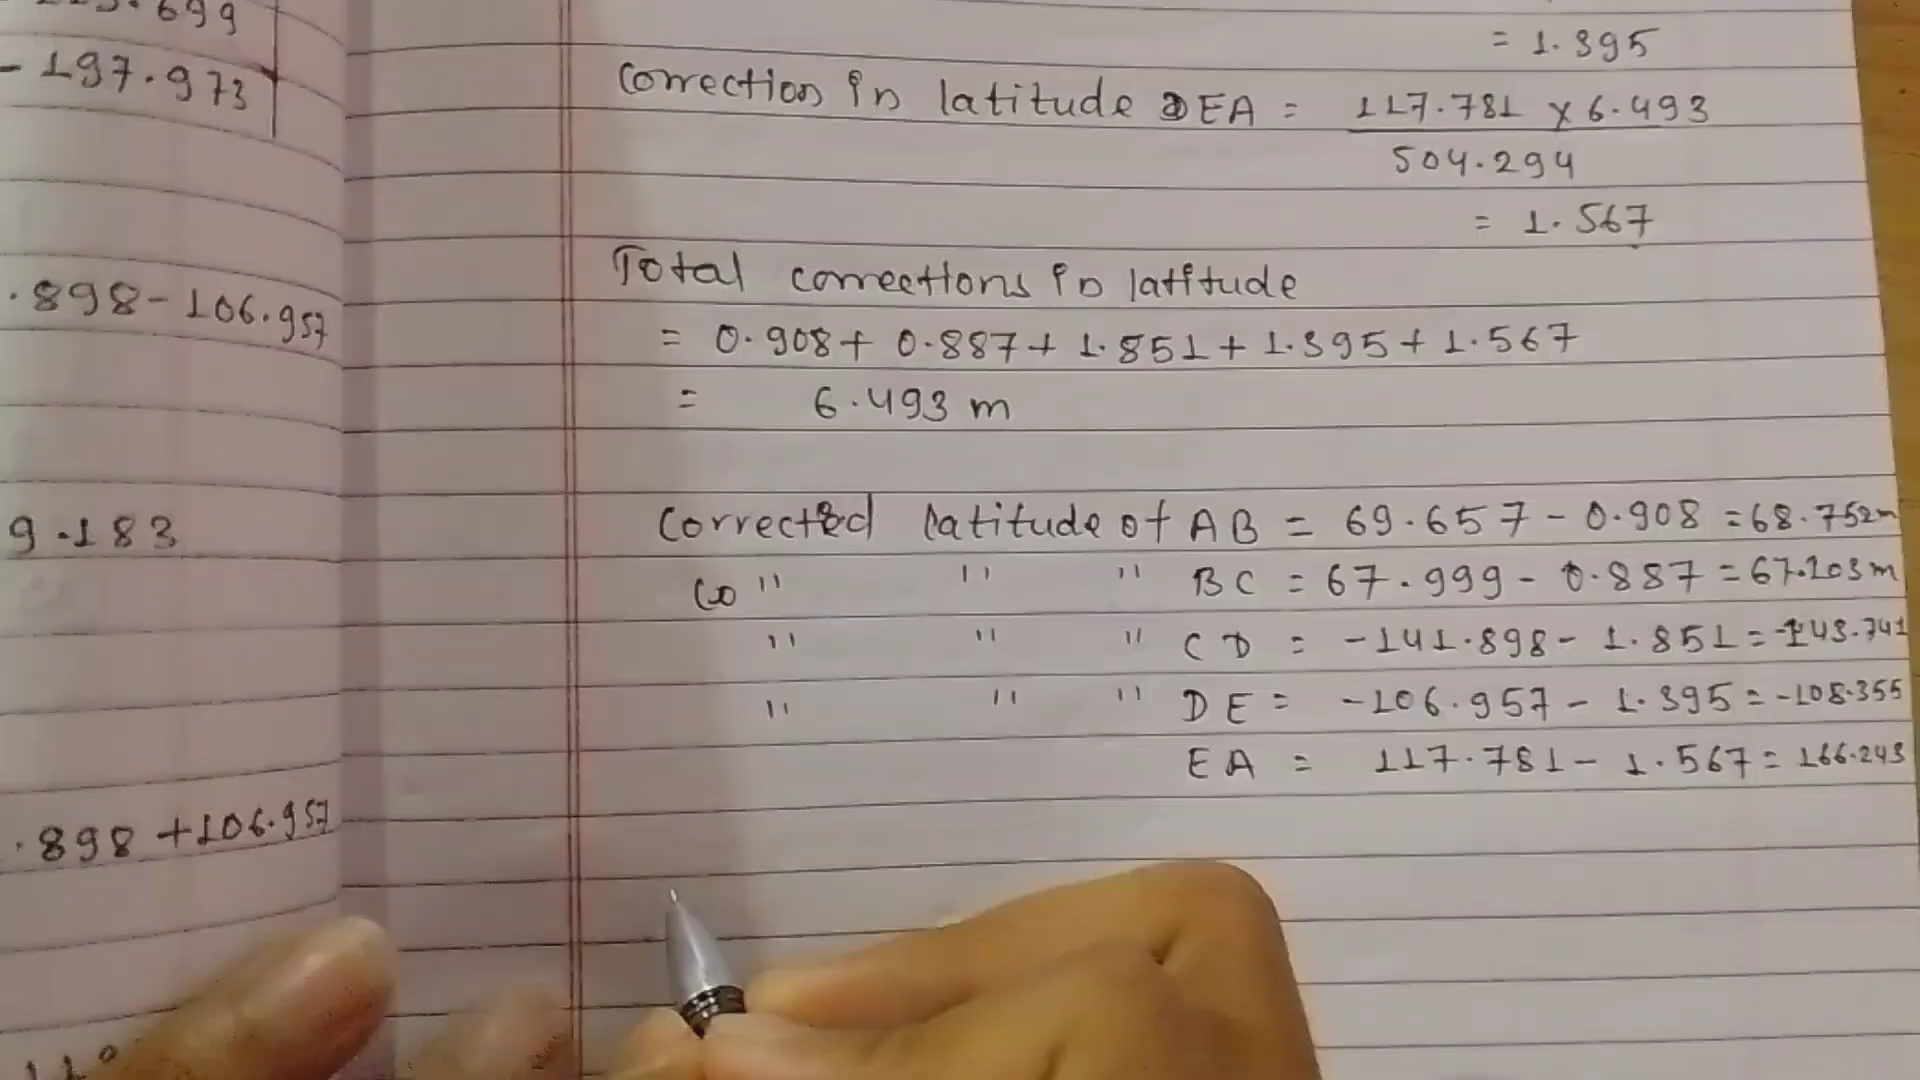 .699
- 197.973
.898-106.957
9.183
.898 +106.957
= 1.395
Correction in latitude EA = 117.781 x 6.493
504.294
= 1.567
Total corrections in latitude
= 0.908+ 0.887+ 1.851+ 1.395+ 1.567
= 6.493 m
Corrected latitude of AB = 69.657 - 0.908 = 68.752m
" " " BC = 67.999 - 0.887 = 67.103m
" " " CD = -141.898- 1.851 = -143.741
" " " DE = -106.957 - 1.395 = -108.355
EA = 117.781 - 1.567 = 166.243